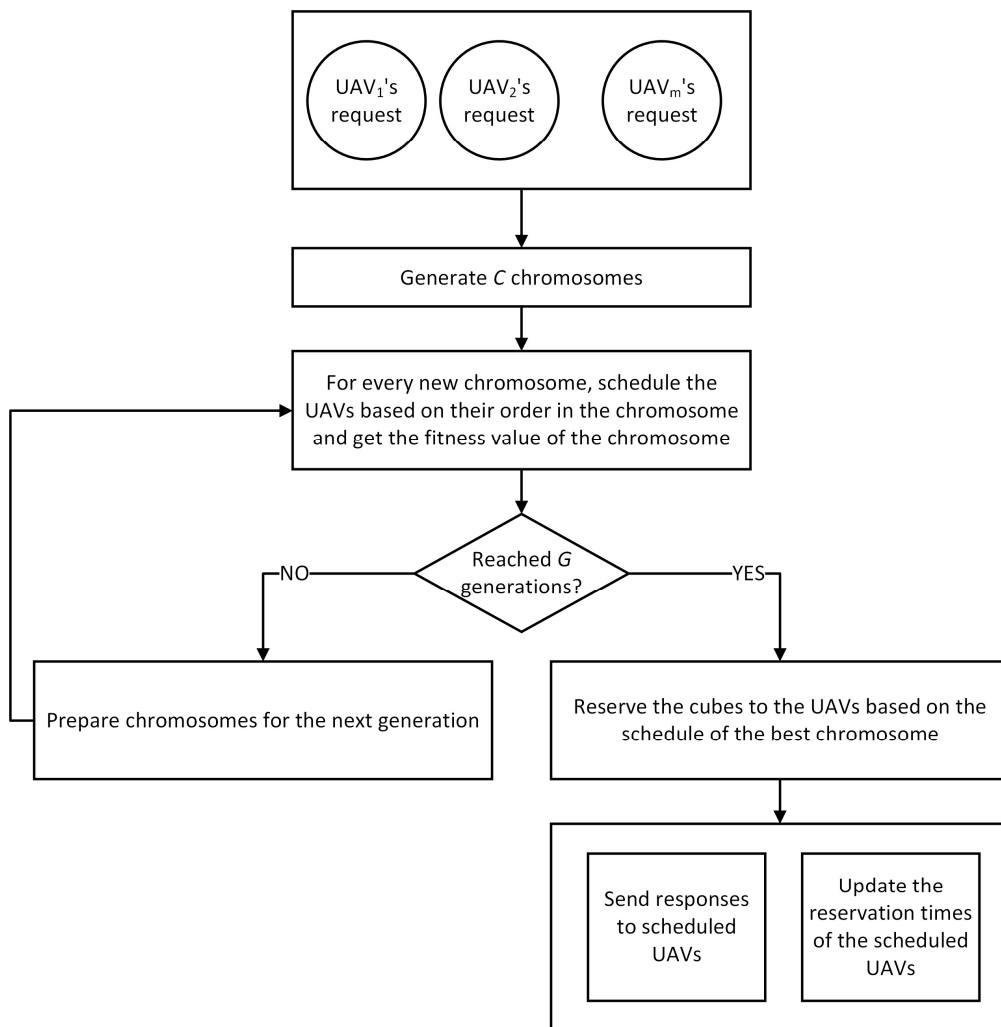 UAV₁'s
request
UAV₂'s
request
UAVₘ's
request
Generate C chromosomes
For every new chromosome, schedule the
UAVs based on their order in the chromosome
and get the fitness value of the chromosome
Reached G
generations?
NO
YES
Prepare chromosomes for the next generation
Reserve the cubes to the UAVs based on the
schedule of the best chromosome
Send responses
to scheduled
UAVs
Update the
reservation times
of the scheduled
UAVs